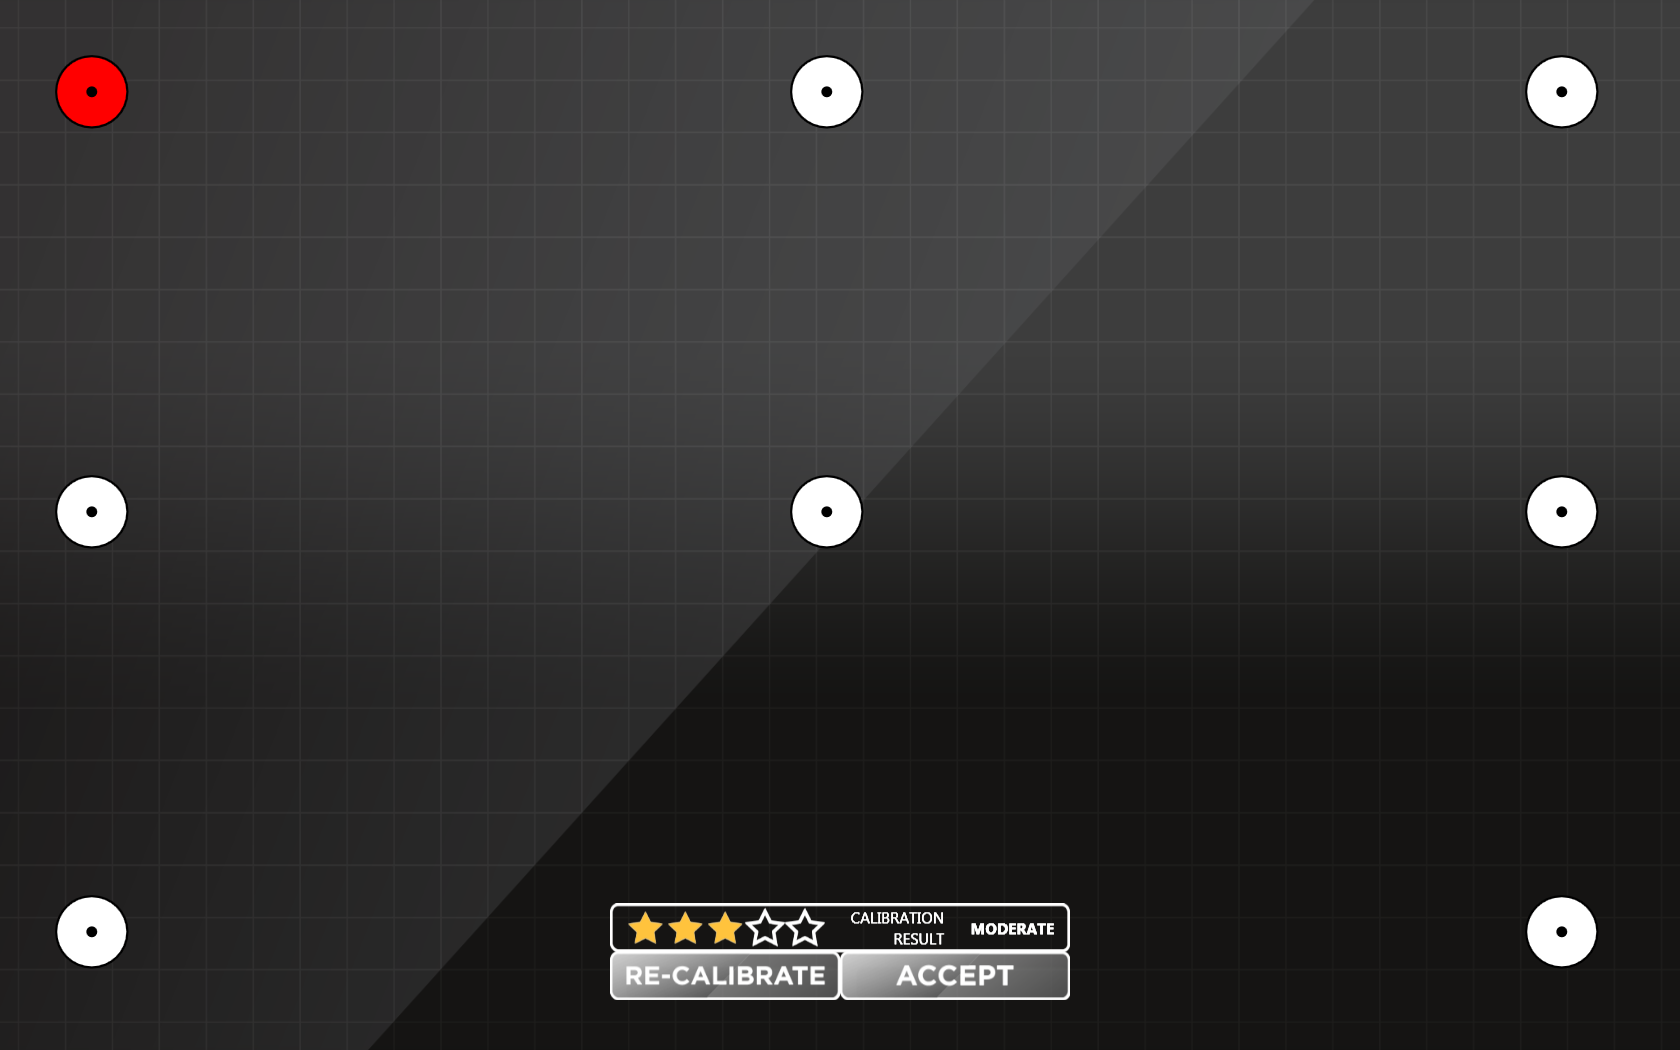 CALIBRATION
RESULT
MODERATE
RE-CALIBRATE
ACCEPT